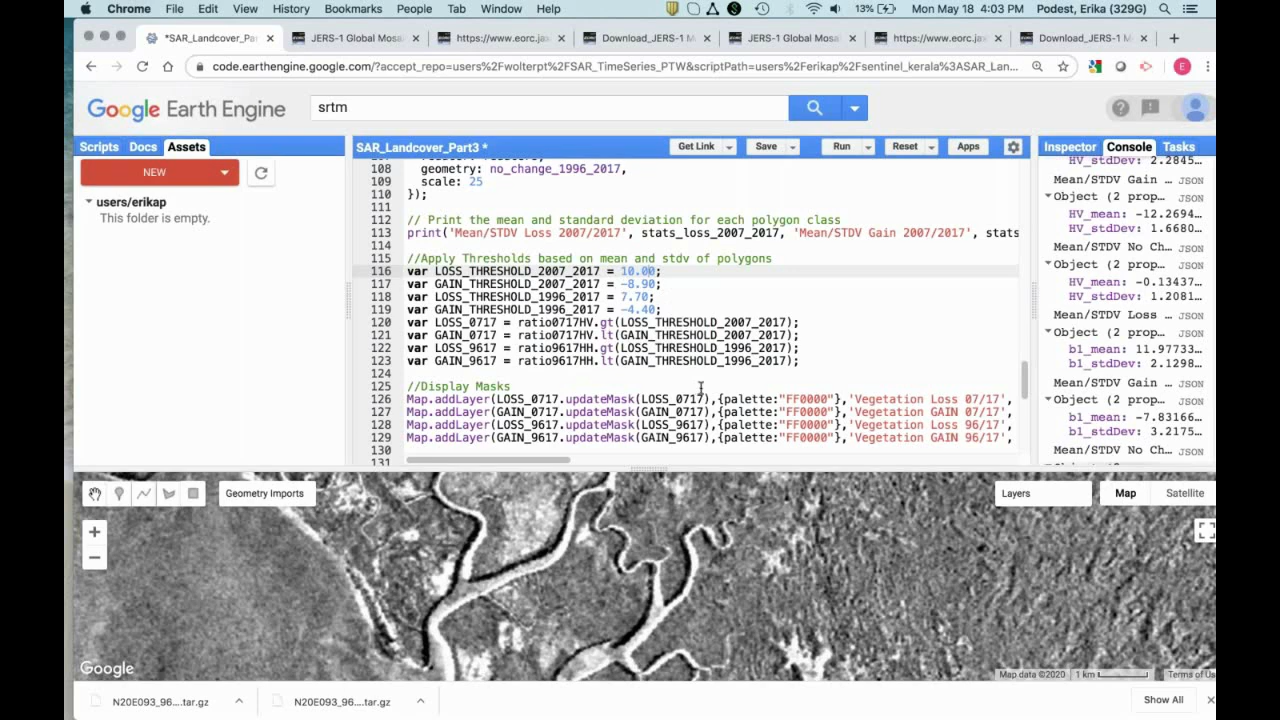 Chrome File Edit View History Bookmarks People Tab Window Help 13% Mon May 18 4:03 PM Podest, Erika (329G)
*SAR_Landcover_Par × JERS-1 Global Mosai × https://www.eorc.jax × Download_JERS-1 M × JERS-1 Global Mosai × https://www.eorc.jax × Download_JERS-1 M × +
code.earthengine.google.com/?accept_repo=users%2Fwolterpt%2FSAR_TimeSeries_PTW&scriptPath=users%2Ferikap%2Fsentinel_kerala%3ASAR_Lan... E
Google Earth Engine srtm
Scripts Docs Assets SAR_Landcover_Part3 * Get Link Save Run Reset Apps Inspector Console Tasks
NEW
users/erikap
This folder is empty.
108 geometry: no_change_1996_2017,
109 scale: 25
110 });
111
112 // Print the mean and standard deviation for each polygon class
113 print('Mean/STDV Loss 2007/2017', stats_loss_2007_2017, 'Mean/STDV Gain 2007/2017', stats
114
115 //Apply Thresholds based on mean and stdv of polygons
116 var LOSS_THRESHOLD_2007_2017 = 10.00;
117 var GAIN_THRESHOLD_2007_2017 = -8.90;
118 var LOSS_THRESHOLD_1996_2017 = 7.70;
119 var GAIN_THRESHOLD_1996_2017 = -4.40;
120 var LOSS_0717 = ratio0717HV.gt(LOSS_THRESHOLD_2007_2017);
121 var GAIN_0717 = ratio0717HV.lt(GAIN_THRESHOLD_2007_2017);
122 var LOSS_9617 = ratio9617HH.gt(LOSS_THRESHOLD_1996_2017);
123 var GAIN_9617 = ratio9617HH.lt(GAIN_THRESHOLD_1996_2017);
124
125 //Display Masks
126 Map.addLayer(LOSS_0717.updateMask(LOSS_0717),{palette:"FF0000"},'Vegetation Loss 07/17',
127 Map.addLayer(GAIN_0717.updateMask(GAIN_0717),{palette:"FF0000"},'Vegetation GAIN 07/17',
128 Map.addLayer(LOSS_9617.updateMask(LOSS_9617),{palette:"FF0000"},'Vegetation Loss 96/17',
129 Map.addLayer(GAIN_9617.updateMask(GAIN_9617),{palette:"FF0000"},'Vegetation GAIN 96/17',
130
131
HV_stdDev: 2.2845...
Mean/STDV Gain ... JSON
Object (2 prop... JSON
HV_mean: -12.2694...
HV_stdDev: 1.6680...
Mean/STDV No Ch... JSON
Object (2 prop... JSON
HV_mean: -0.13437...
HV_stdDev: 1.2081...
Mean/STDV Loss ... JSON
Object (2 prop... JSON
b1_mean: 11.97733...
b1_stdDev: 2.1298...
Mean/STDV Gain ... JSON
Object (2 prop... JSON
b1_mean: -7.83166...
b1_stdDev: 3.2175...
Mean/STDV No Ch... JSON
Geometry Imports Layers Map Satellite
+
−
Google Map data ©2020 1 km Terms of Us
N20E093_96....tar.gz N20E093_96....tar.gz Show All ×